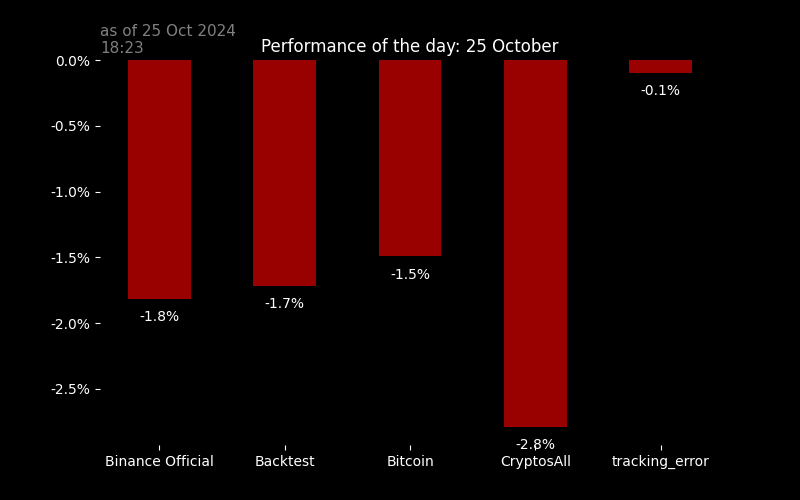 as of 25 Oct 2024
18:23
Performance of the day: 25 October
0.0%
-0.5%
-1.0%
-1.5%
-2.0%
-2.5%
-1.8%
-1.7%
-1.5%
-2.8%
-0.1%
Binance Official
Backtest
Bitcoin
CryptosAll
tracking_error